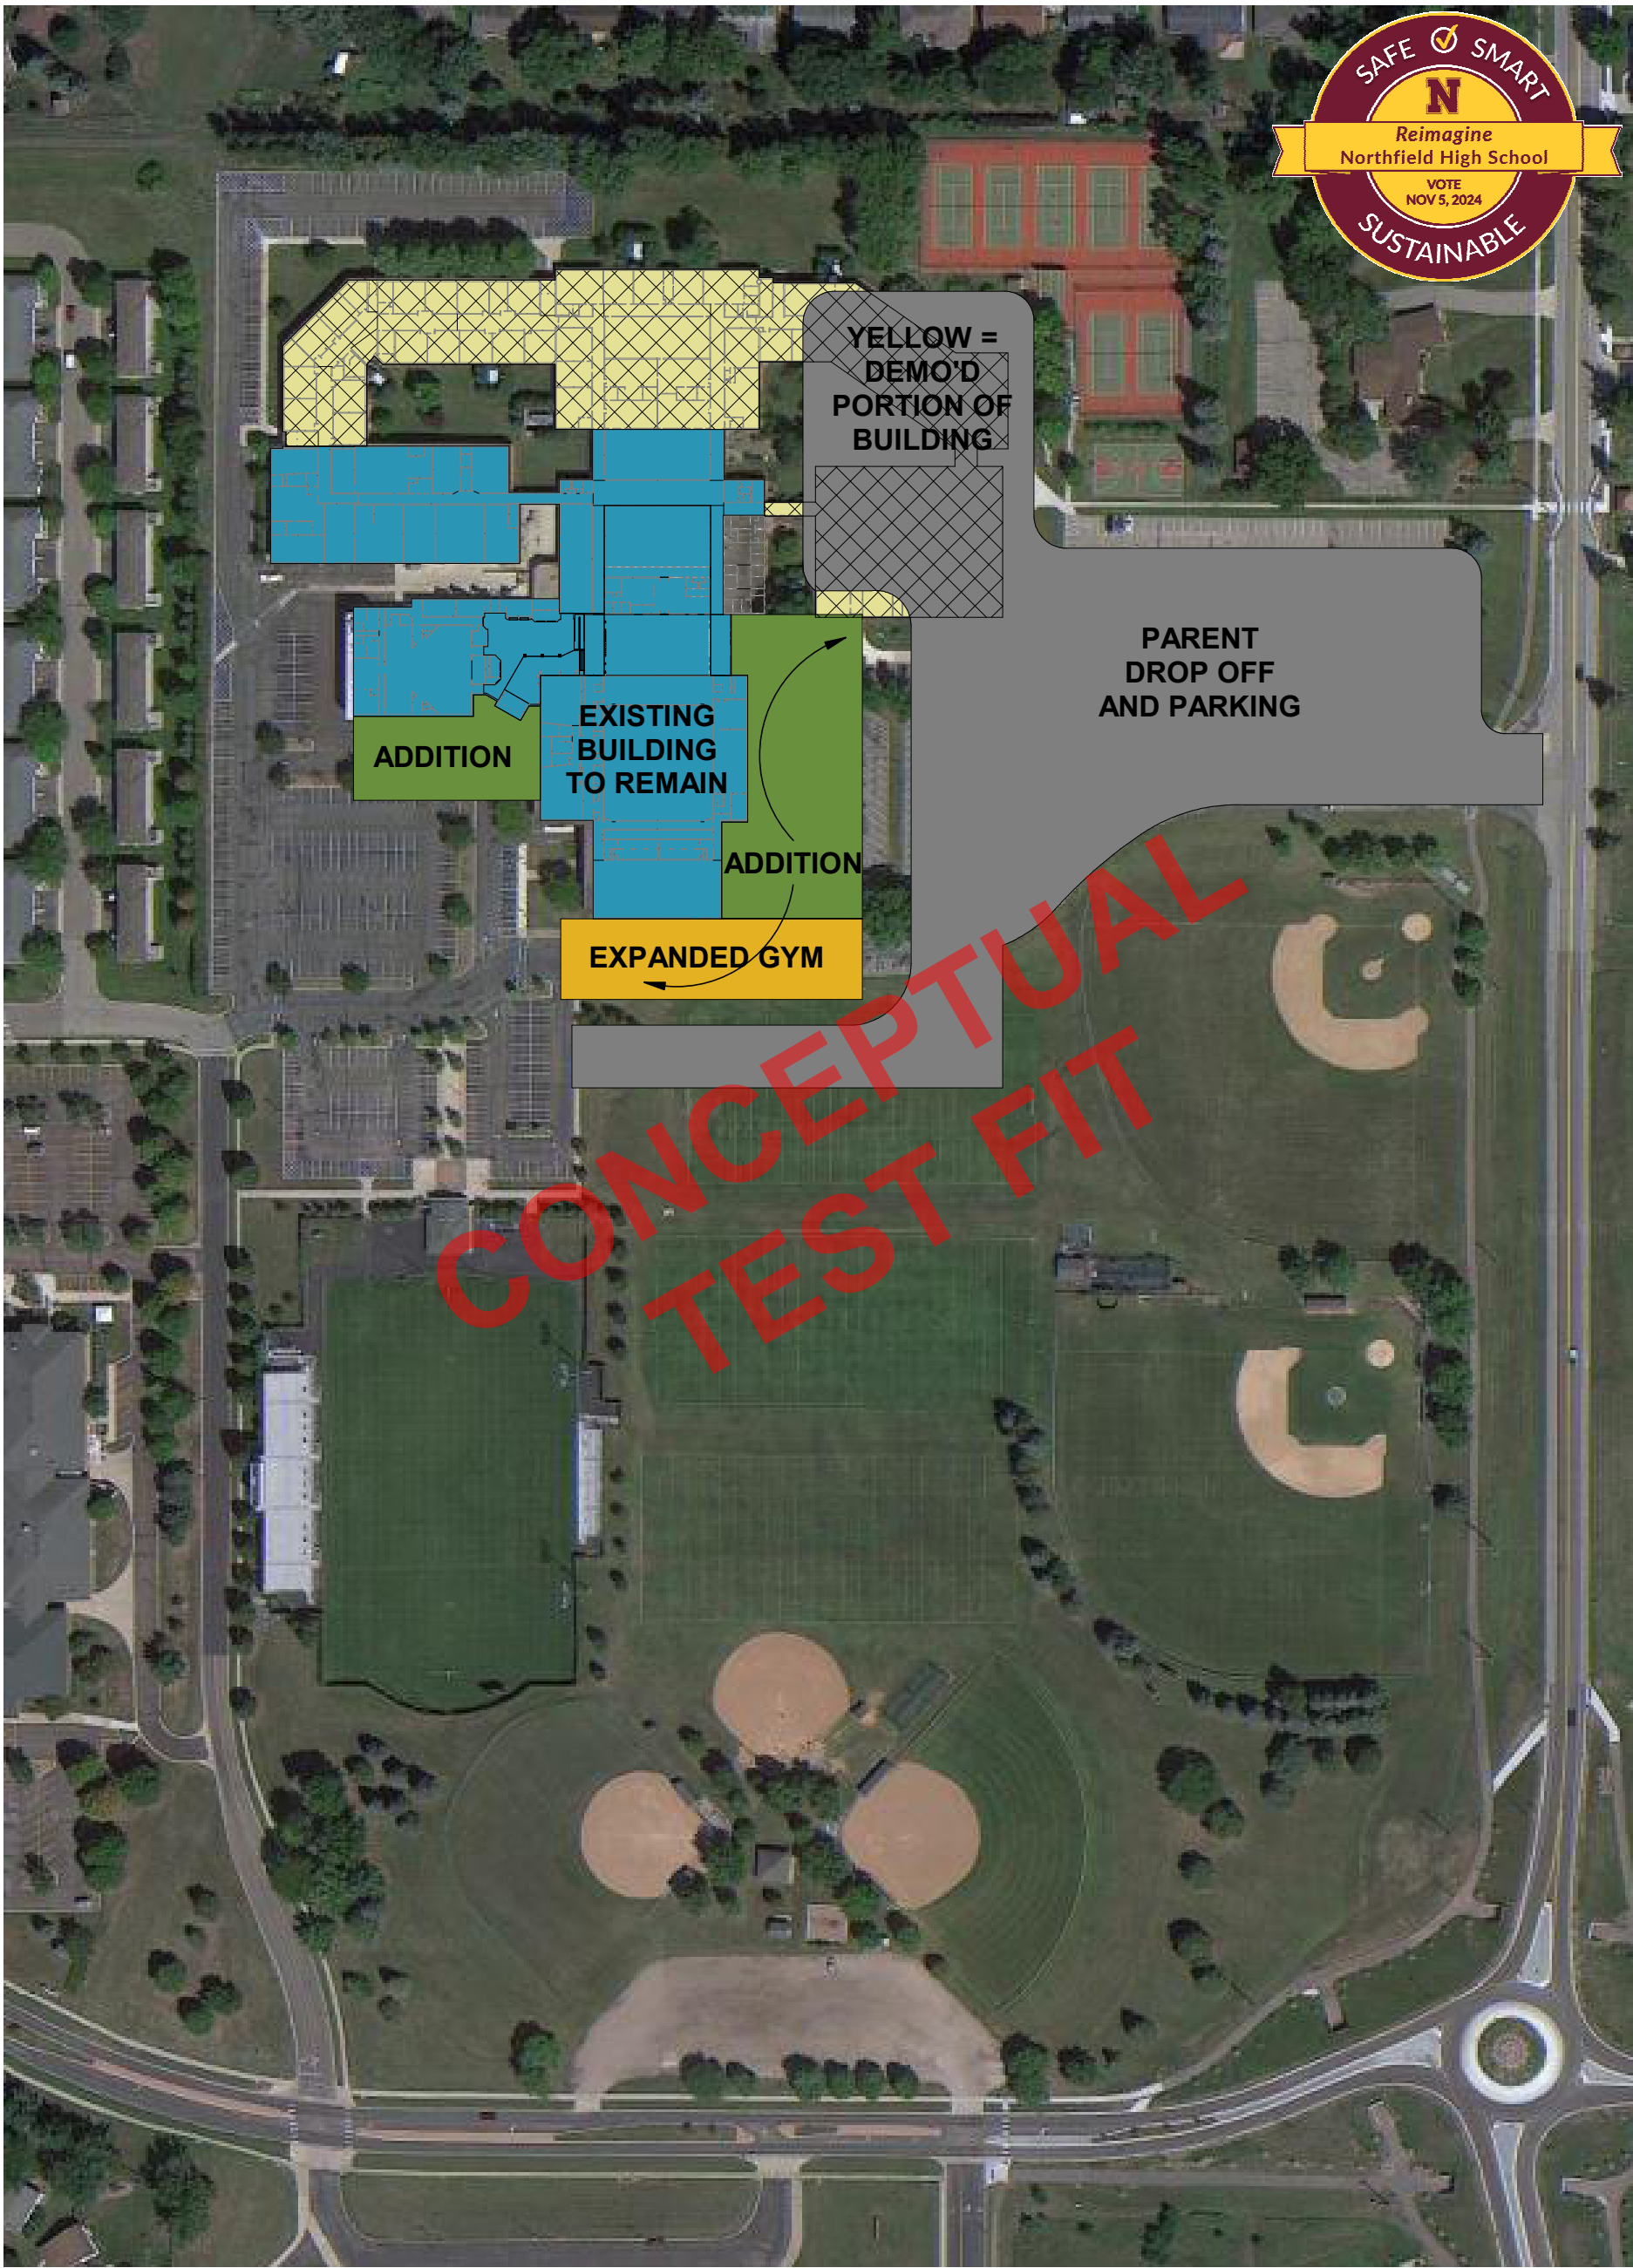 SAFE SMART
N
Reimagine
Northfield High School
VOTE
NOV 5, 2024
SUSTAINABLE
YELLOW =
DEMO'D
PORTION OF
BUILDING
PARENT
DROP OFF
AND PARKING
EXISTING
BUILDING
TO REMAIN
ADDITION
ADDITION
EXPANDED GYM
CONCEPTUAL
TEST FIT